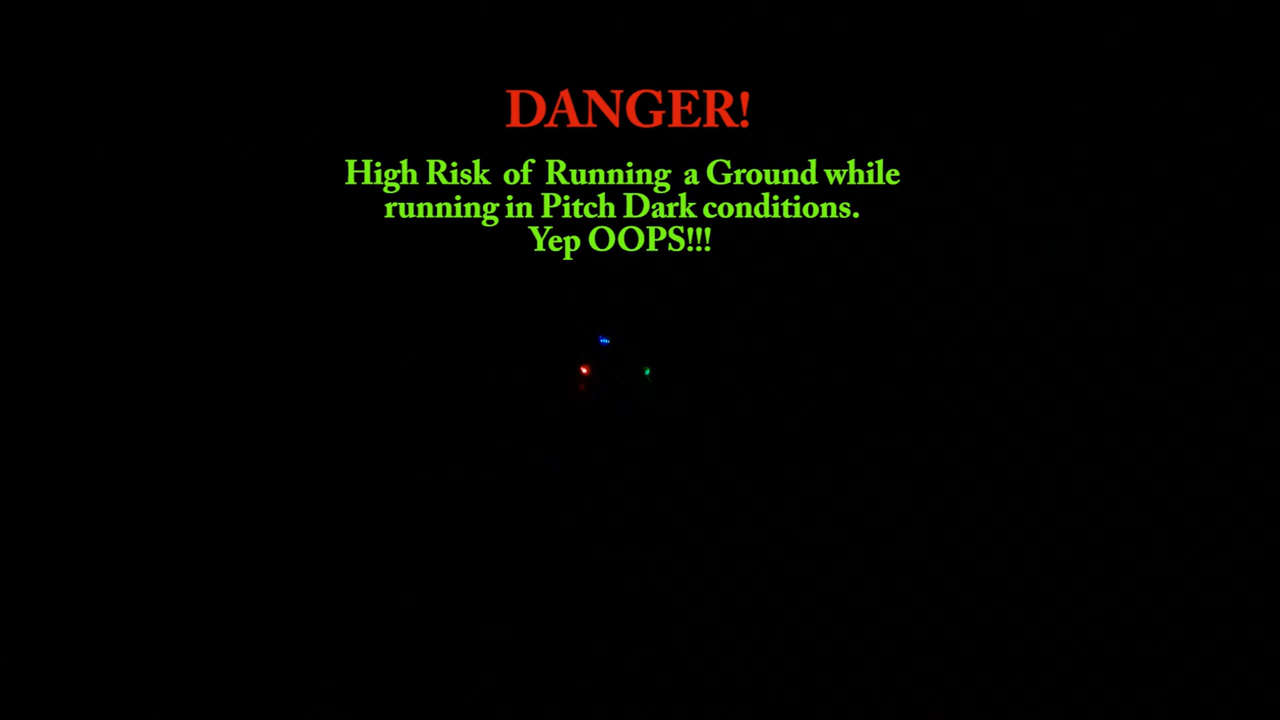 DANGER!
High Risk of Running a Ground while
running in Pitch Dark conditions.
Yep OOPS!!!